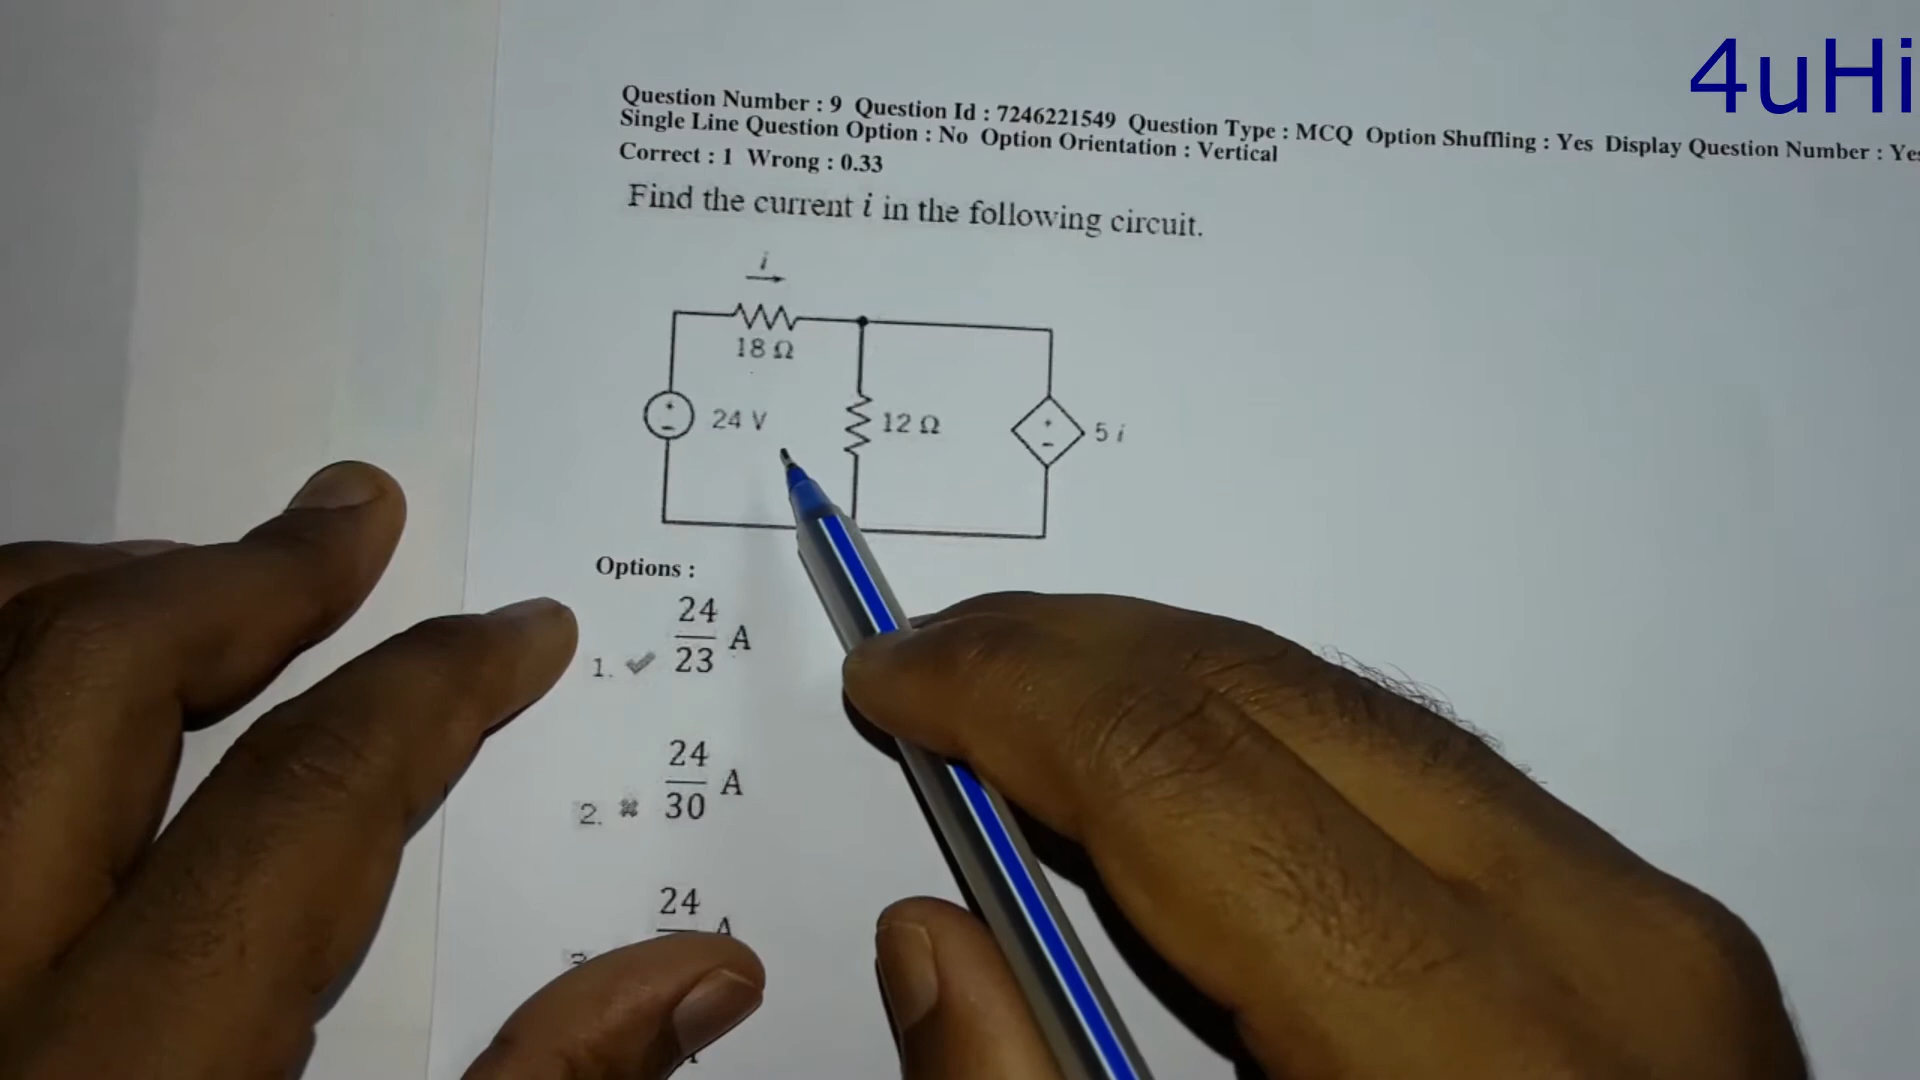 4uHi
Question Number : 9 Question Id : 7246221549 Question Type : MCQ Option Shuffling : Yes Display Question Number : Yes
Single Line Question Option : No Option Orientation : Vertical
Correct : 1 Wrong : 0.33
Find the current i in the following circuit.
i
18 Ω
24 V
12 Ω
5 i
Options :
1. 24/23 A
2. 24/30 A
24
A